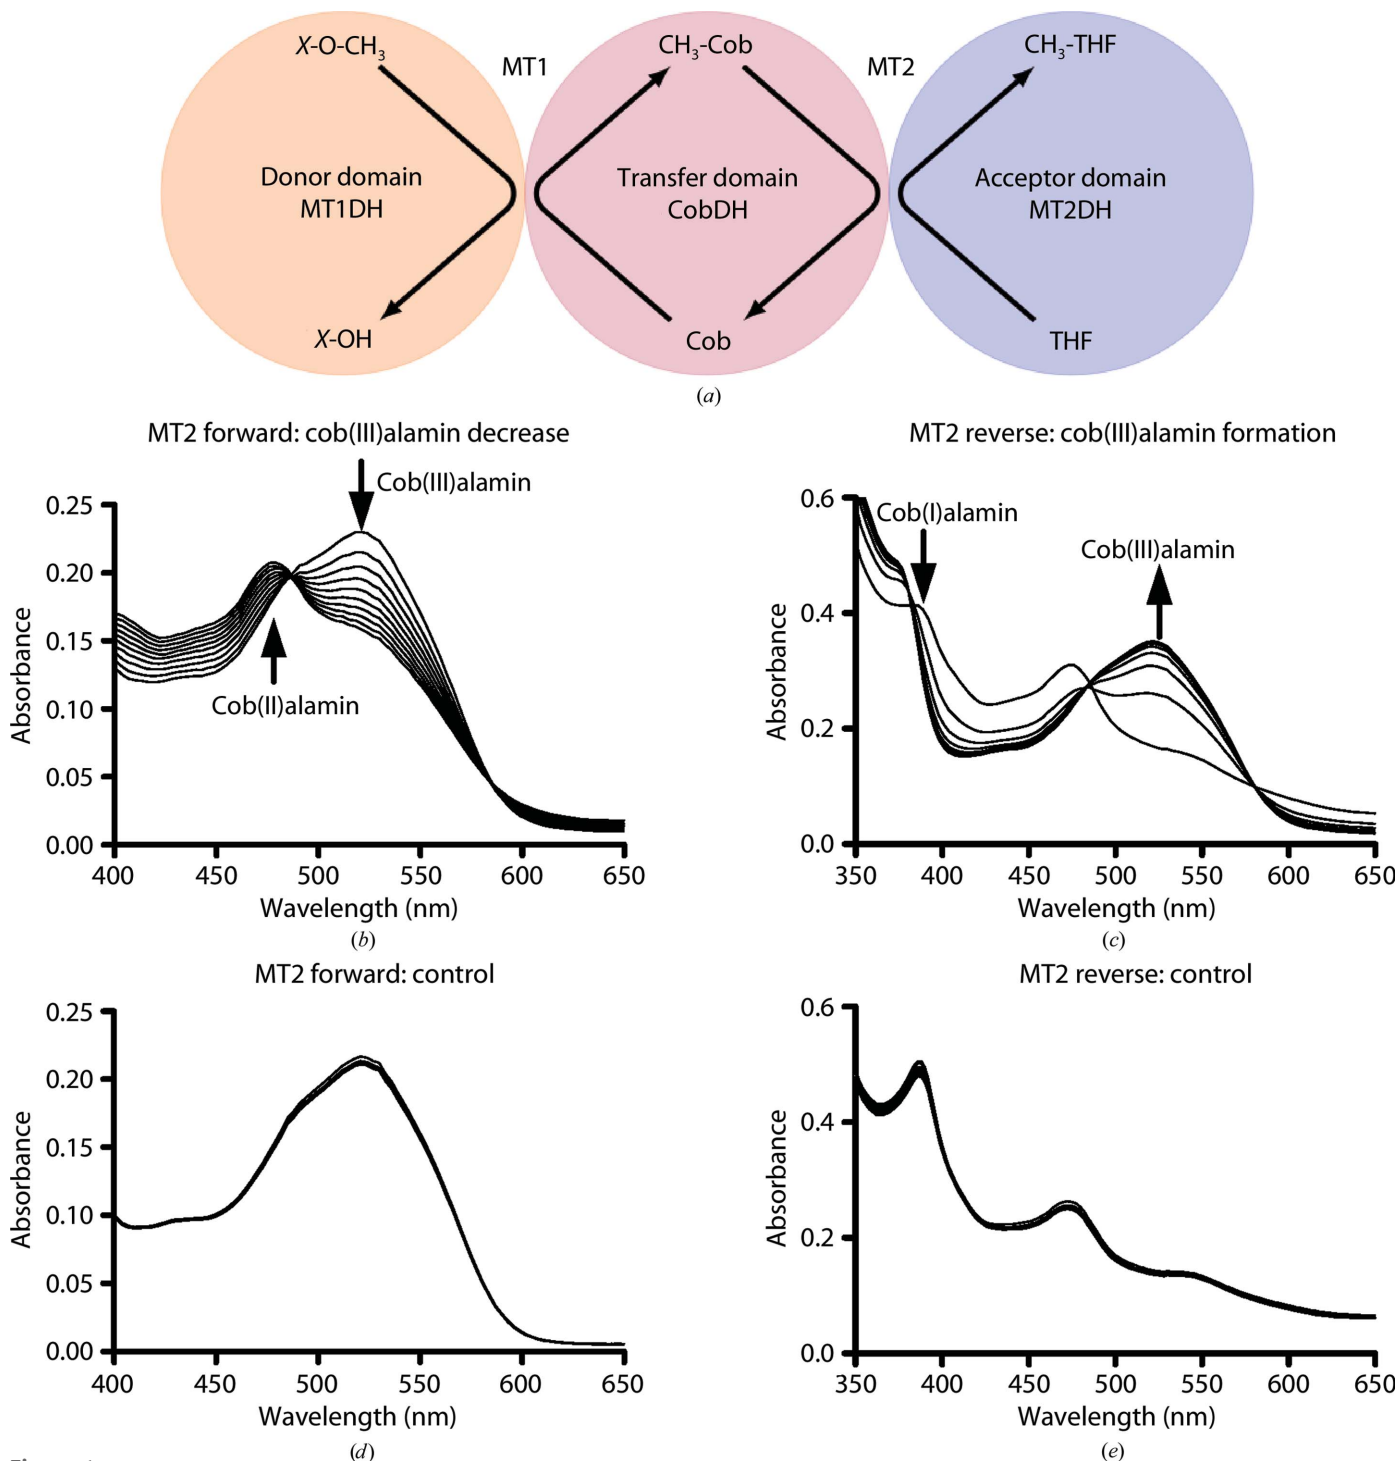 X-O-CH3
MT1
CH3-Cob
MT2
CH3-THF
Donor domain
MT1DH
Transfer domain
CobDH
Acceptor domain
MT2DH
X-OH
Cob
THF
(a)
MT2 forward: cob(III)alamin decrease
Cob(III)alamin
Cob(II)alamin
Absorbance
0.25
0.20
0.15
0.10
0.05
0.00
400 450 500 550 600 650
Wavelength (nm)
(b)
MT2 reverse: cob(III)alamin formation
Cob(I)alamin
Cob(III)alamin
Absorbance
0.6
0.4
0.2
0.0
350 400 450 500 550 600 650
Wavelength (nm)
(c)
MT2 forward: control
Absorbance
0.25
0.20
0.15
0.10
0.05
0.00
400 450 500 550 600 650
Wavelength (nm)
(d)
MT2 reverse: control
Absorbance
0.6
0.4
0.2
0.0
350 400 450 500 550 600 650
Wavelength (nm)
(e)